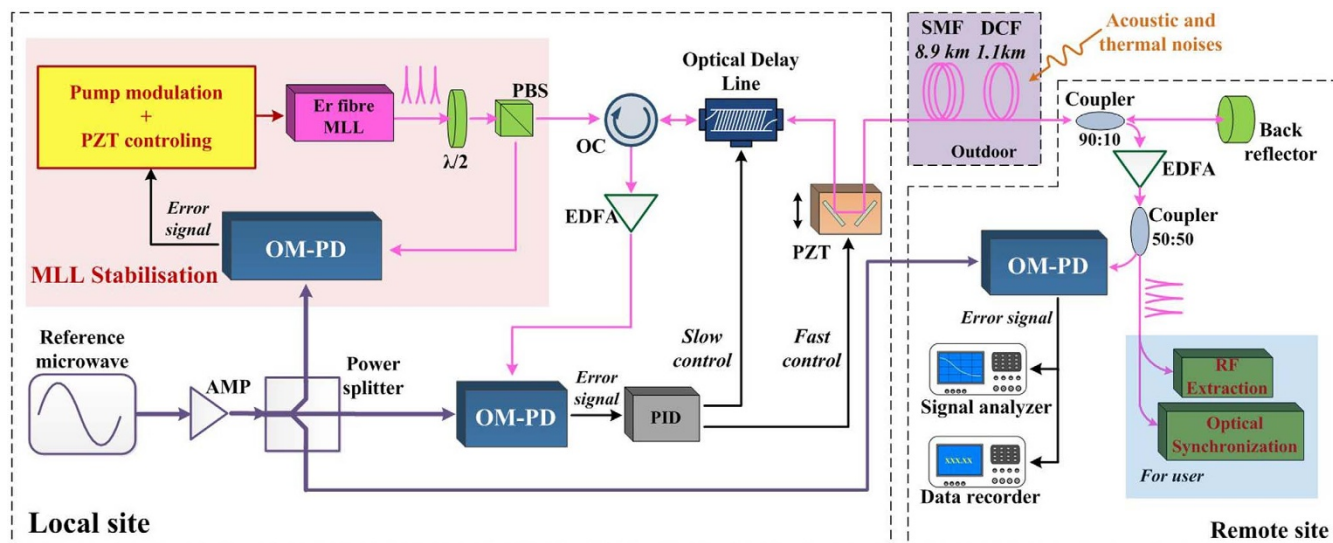 Pump modulation
+
PZT controling
Er fibre
MLL
λ/2
PBS
Error
signal
OM-PD
MLL Stabilisation
OC
EDFA
Optical Delay
Line
PZT
Slow
control
Fast
control
Reference
microwave
AMP
Power
splitter
OM-PD
Error
signal
PID
Local site
SMF
8.9 km
DCF
1.1km
Outdoor
Acoustic and
thermal noises
Coupler
90:10
Back
reflector
EDFA
Coupler
50:50
OM-PD
Error signal
Signal analyzer
XXX.XX
Data recorder
RF
Extraction
Optical
Synchronization
For user
Remote site